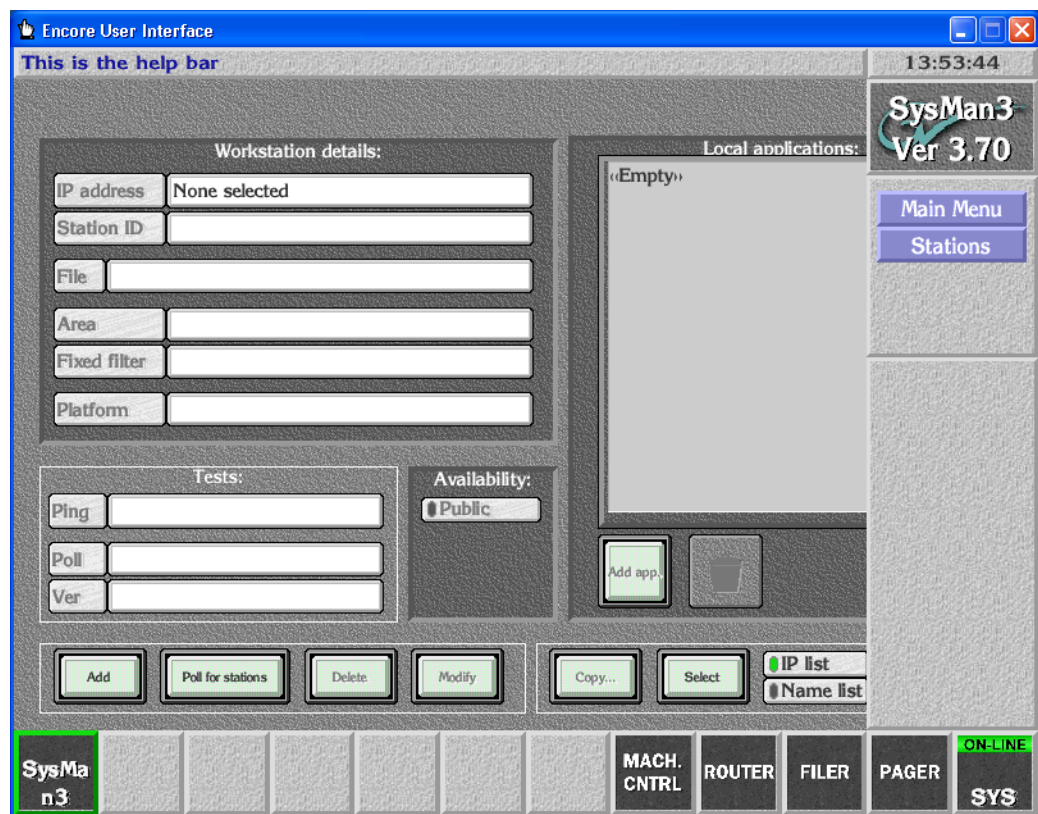 Encore User Interface
This is the help bar
13:53:44
SysMan3
Ver 3.70
Main Menu
Stations
Workstation details:
IP address
None selected
Station ID
File
Area
Fixed filter
Platform
Local applications:
‹‹Empty››
Add app.
Tests:
Ping
Poll
Ver
Availability:
Public
Add
Poll for stations
Delete
Modify
Copy...
Select
IP list
Name list
SysMa
n3
MACH.
CNTRL
ROUTER
FILER
PAGER
ON-LINE
SYS